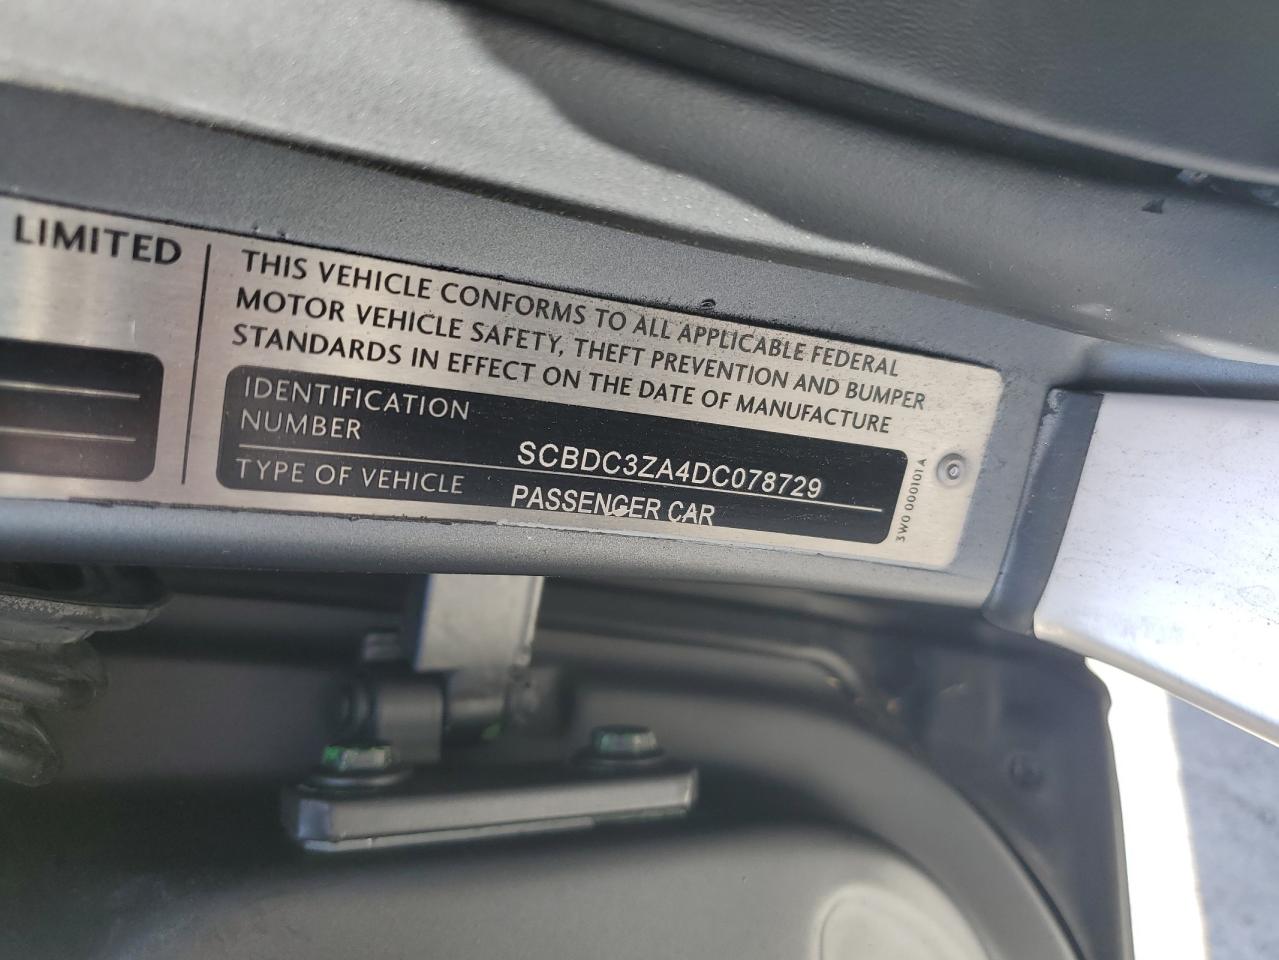 LIMITED
THIS VEHICLE CONFORMS TO ALL APPLICABLE FEDERAL
MOTOR VEHICLE SAFETY, THEFT PREVENTION AND BUMPER
STANDARDS IN EFFECT ON THE DATE OF MANUFACTURE
IDENTIFICATION
NUMBER SCBDC3ZA4DC078729
TYPE OF VEHICLE PASSENGER CAR
3W0 000101 A